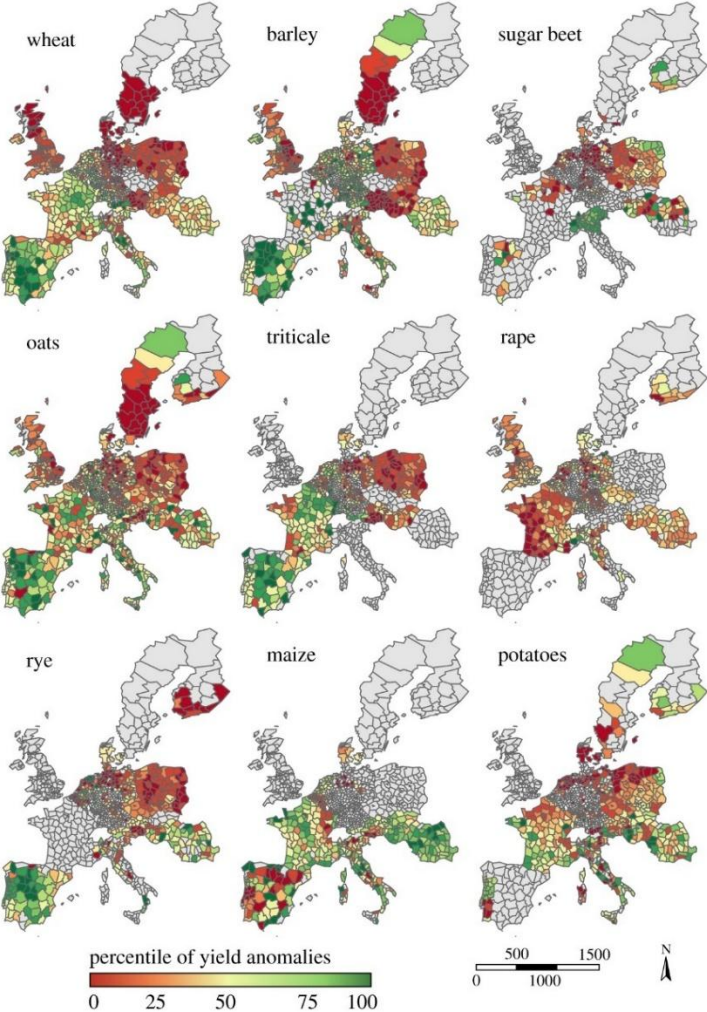 wheat
barley
sugar beet
oats
triticale
rape
rye
maize
potatoes
percentile of yield anomalies
0 25 50 75 100
500 1500
0 1000
N